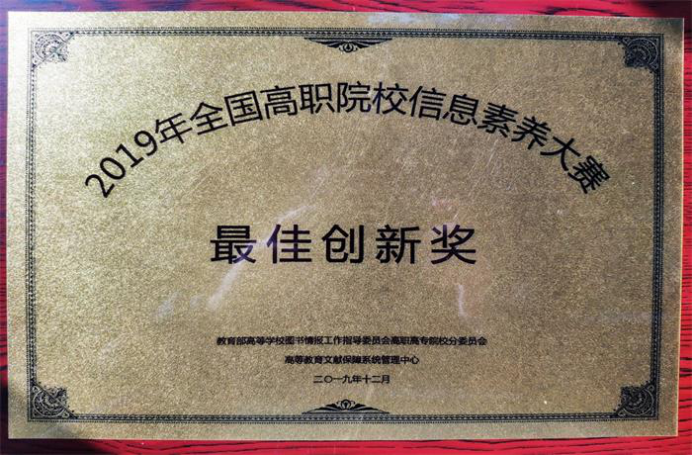 2019年全国高职院校信息素养大赛
最佳创新奖
教育部高等学校图书情报工作指导委员会高职高专院校分委员会
高等教育文献保障系统管理中心
二〇一九年十二月